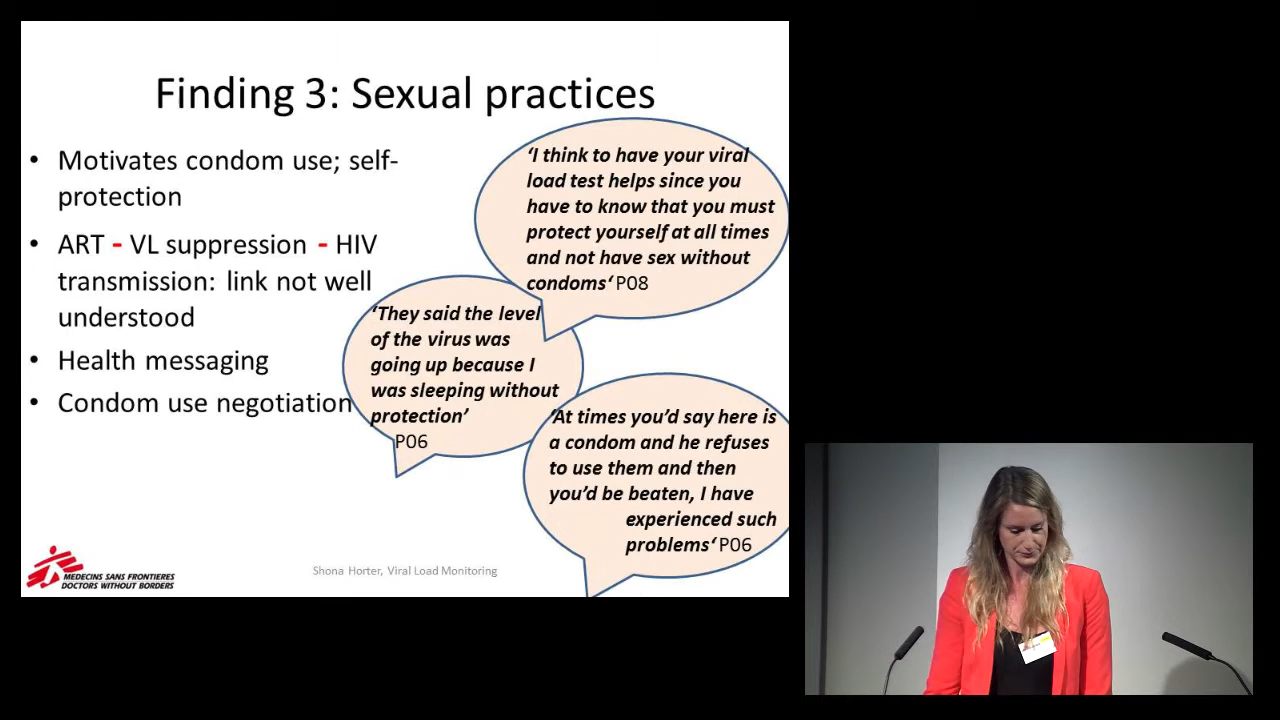 Finding 3: Sexual practices
• Motivates condom use; self-
protection
• ART - VL suppression - HIV
transmission: link not well
understood
• Health messaging
• Condom use negotiation
‘I think to have your viral
load test helps since you
have to know that you must
protect yourself at all times
and not have sex without
condoms‘ P08
‘They said the level
of the virus was
going up because I
was sleeping without
protection’
P06
‘At times you’d say here is
a condom and he refuses
to use them and then
you’d be beaten, I have
experienced such
problems‘ P06
MEDECINS SANS FRONTIERES
DOCTORS WITHOUT BORDERS
Shona Horter, Viral Load Monitoring